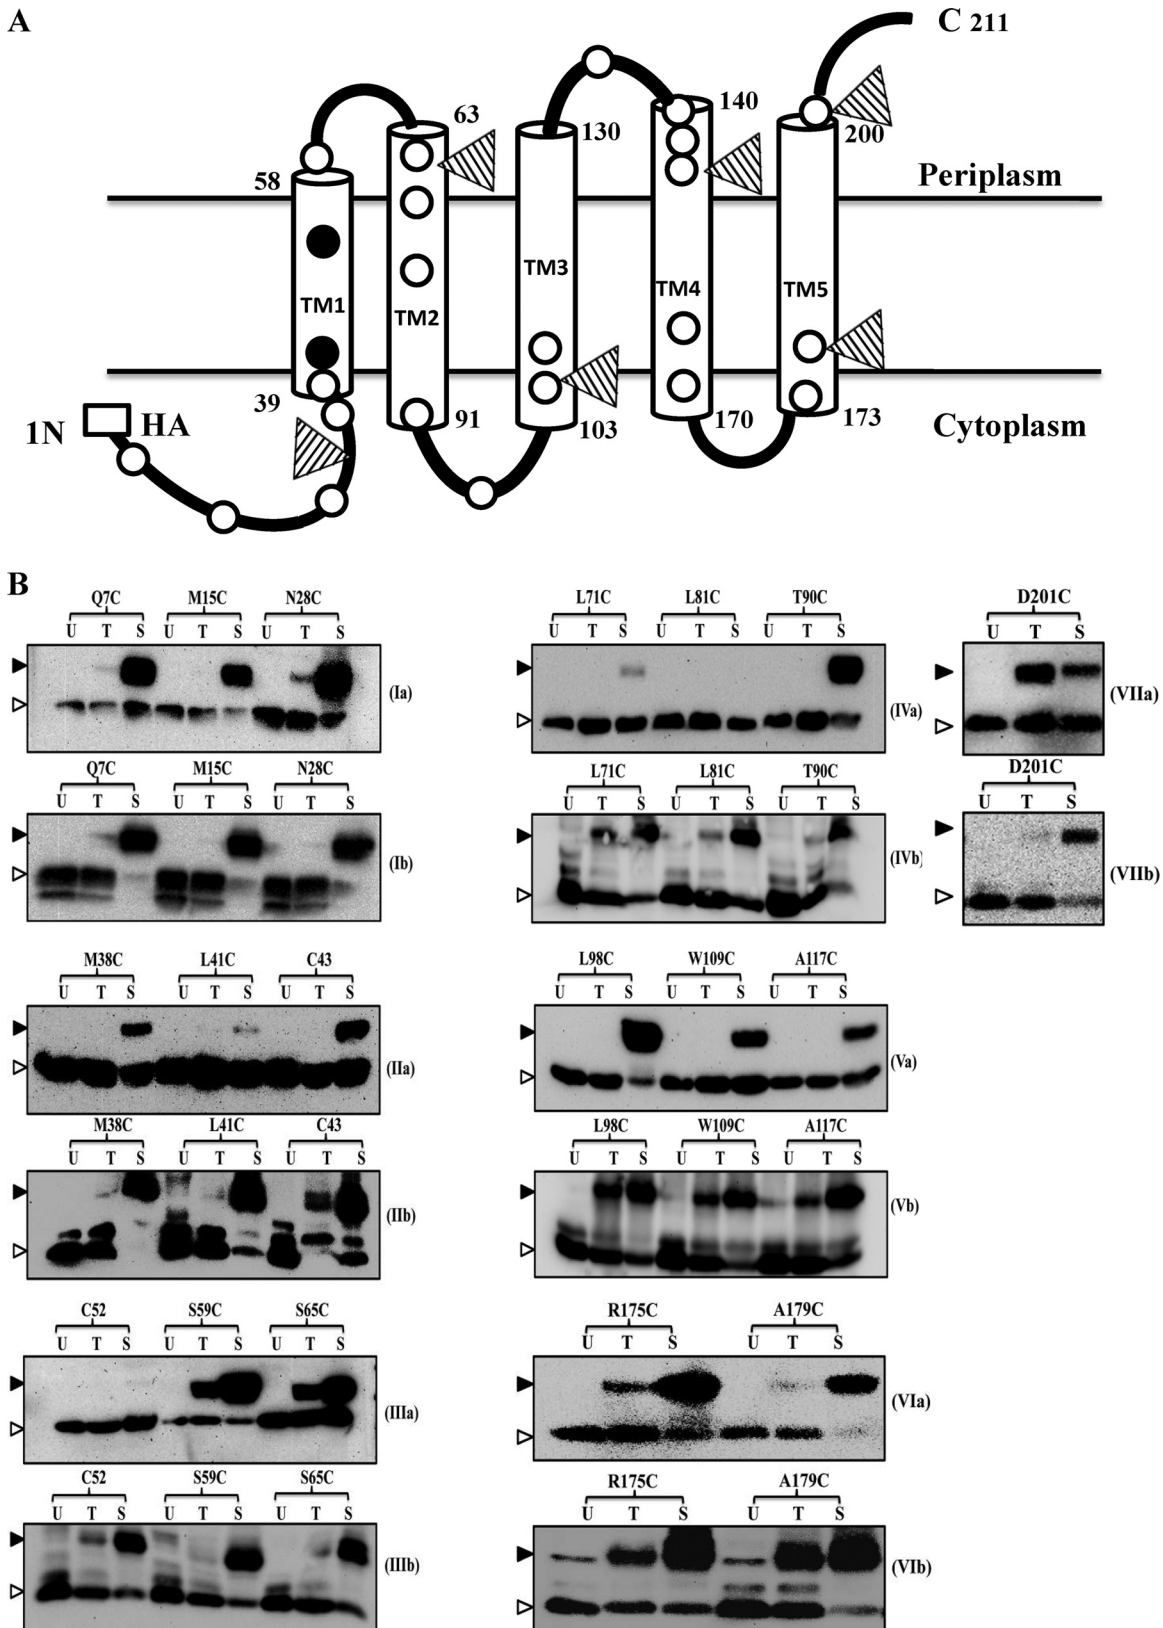 A
C 211
63
140
130
200
58
Periplasm
TM3
TM1
TM4
TM5
TM2
39
1N
HA
91
103
170
173
Cytoplasm
B
Q7C M15C N28C
U T S U T S U T S
(Ia)
Q7C M15C N28C
U T S U T S U T S
(Ib)
M38C L41C C43
U T S U T S U T S
(IIa)
M38C L41C C43
U T S U T S U T S
(IIb)
C52 S59C S65C
U T S U T S U T S
(IIIa)
C52 S59C S65C
U T S U T S U T S
(IIIb)
L71C L81C T90C
U T S U T S U T S
(IVa)
L71C L81C T90C
U T S U T S U T S
(IVb)
L98C W109C A117C
U T S U T S U T S
(Va)
L98C W109C A117C
U T S U T S U T S
(Vb)
R175C A179C
U T S U T S
(VIa)
R175C A179C
U T S U T S
(VIb)
D201C
U T S
(VIIa)
D201C
U T S
(VIIb)